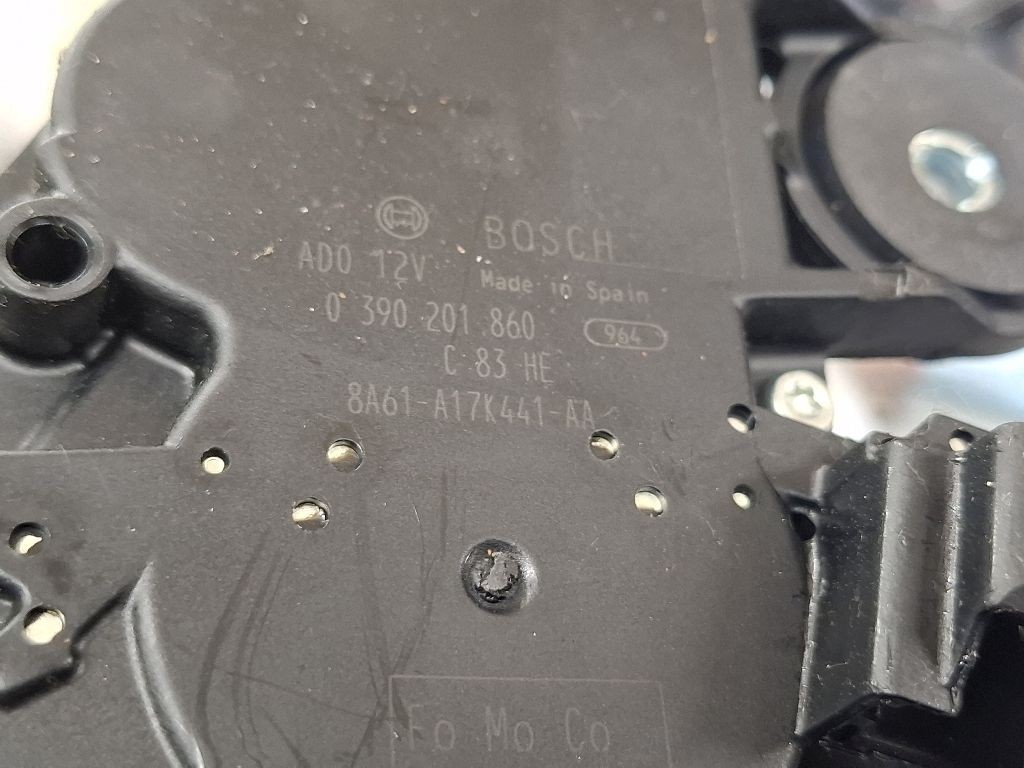 BOSCH
AD0 12V Made in Spain
0 390 201 860 964
C 83 HE
8A61-A17K441-AA
Fo Mo Co